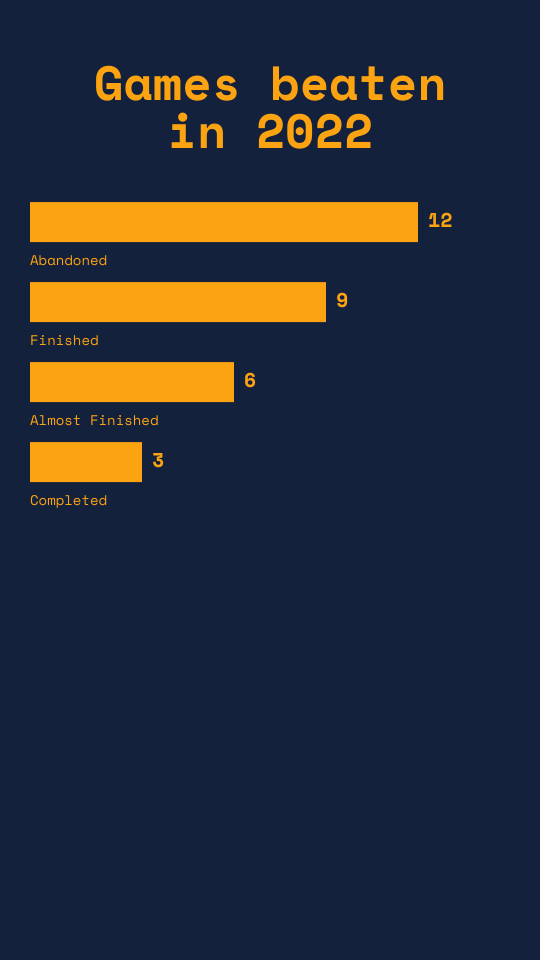 Games beaten
in 2022
12
Abandoned
9
Finished
6
Almost Finished
3
Completed